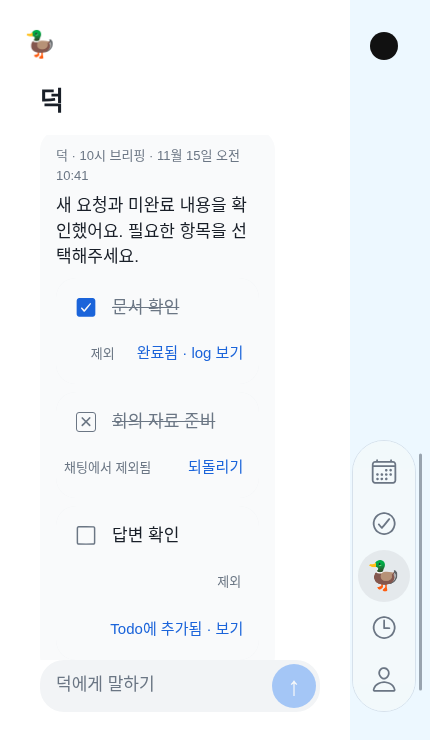 덕
덕 · 10시 브리핑 · 11월 15일 오전
10:41
새 요청과 미완료 내용을 확
인했어요. 필요한 항목을 선
택해주세요.
문서 확인
제외 완료됨 · log 보기
회의 자료 준비
채팅에서 제외됨 되돌리기
답변 확인
제외
Todo에 추가됨 · 보기
덕에게 말하기